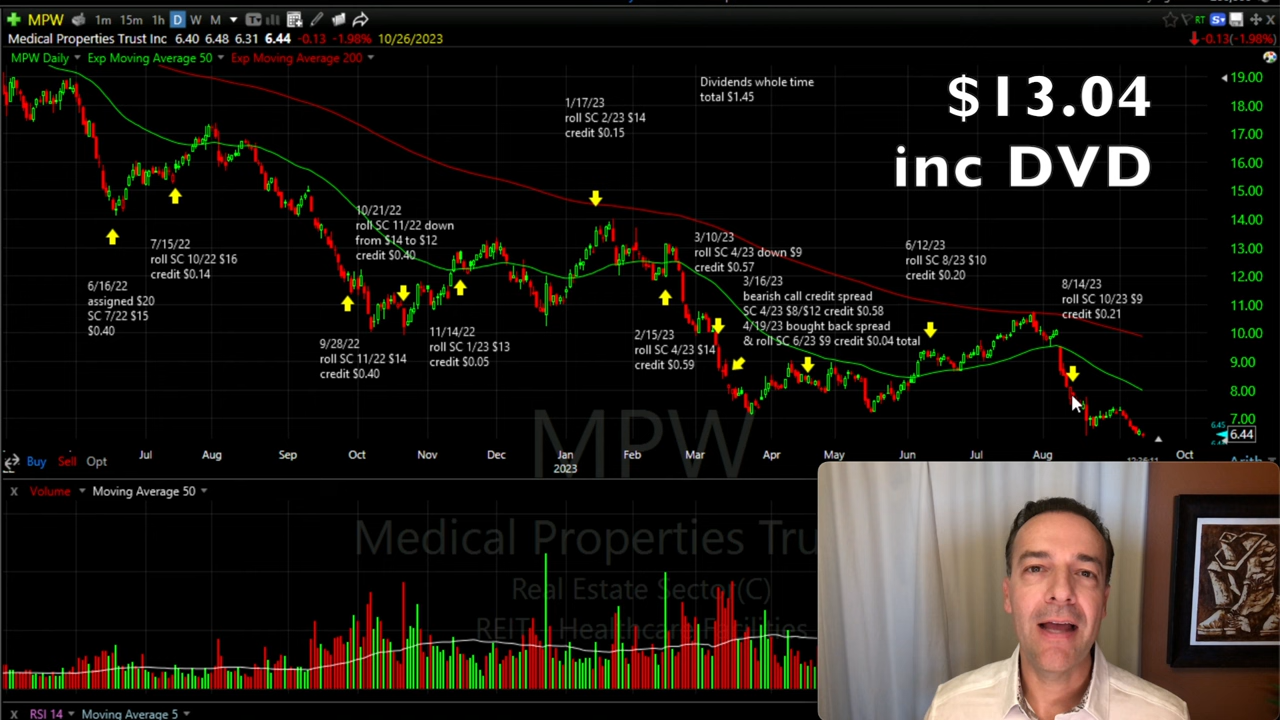 MPW 1m 15m 1h D W M TC RT S
Medical Properties Trust Inc 6.40 6.48 6.31 6.44 -0.13 -1.98% 10/26/2023 -0.13(-1.98%)
MPW Daily Exp Moving Average 50 Exp Moving Average 200
$13.04
inc DVD
Dividends whole time
total $1.45
1/17/23
roll SC 2/23 $14
credit $0.15
10/21/22
roll SC 11/22 down
from $14 to $12
credit $0.40
7/15/22
roll SC 10/22 $16
credit $0.14
6/16/22
assigned $20
SC 7/22 $15
$0.40
9/28/22
roll SC 11/22 $14
credit $0.40
11/14/22
roll SC 1/23 $13
credit $0.05
2/15/23
roll SC 4/23 $14
credit $0.59
3/10/23
roll SC 4/23 down $9
credit $0.57
3/16/23
bearish call credit spread
SC 4/23 $8/$12 credit $0.58
4/19/23 bought back spread
& roll SC 6/23 $9 credit $0.04 total
6/12/23
roll SC 8/23 $10
credit $0.20
8/14/23
roll SC 10/23 $9
credit $0.21
19.00
18.00
17.00
16.00
15.00
14.00
13.00
12.00
11.00
10.00
9.00
8.00
7.00
6.45
6.44
MPW
Buy Sell Opt
Jul Aug Sep Oct Nov Dec Jan Feb Mar Apr May Jun Jul Aug Oct
2023
X Volume Moving Average 50
Medical Properties Tru
Real Estate Sector(C)
REIT - Healthcare Facilities
X RSI 14 Moving Average 5